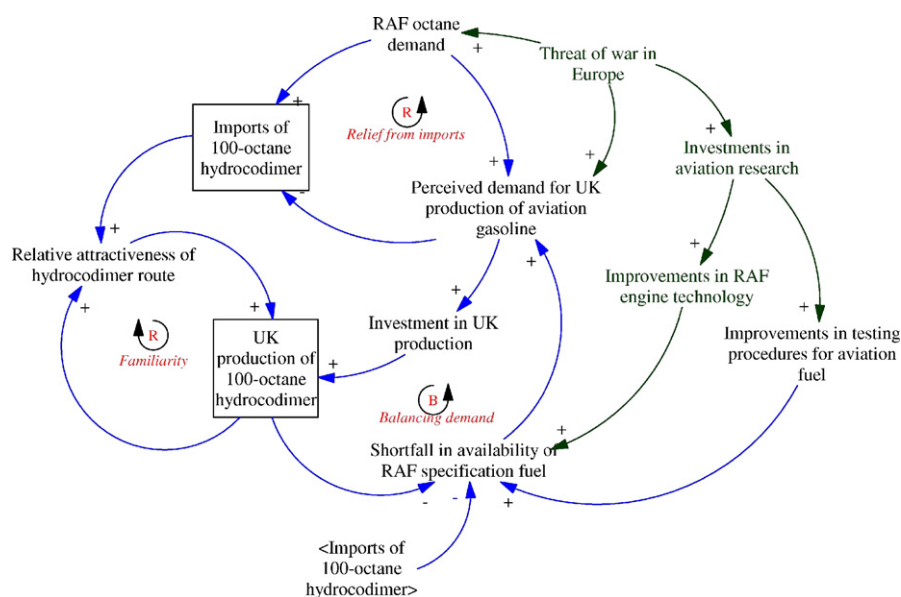 RAF octane
demand
+
Threat of war in
Europe
+
Imports of
100-octane
hydrocodimer
R
Relief from imports
+
Investments in
aviation research
+
+
-
Perceived demand for UK
production of aviation
gasoline
+
Relative attractiveness of
hydrocodimer route
+
+
+
Improvements in RAF
engine technology
+
+
R
Familiarity
UK
production of
100-octane
hydrocodimer
Investment in UK
production
+
+
Improvements in testing
procedures for aviation
fuel
B
Balancing demand
+
Shortfall in availability of
RAF specification fuel
-
-
+
<Imports of
100-octane
hydrocodimer>